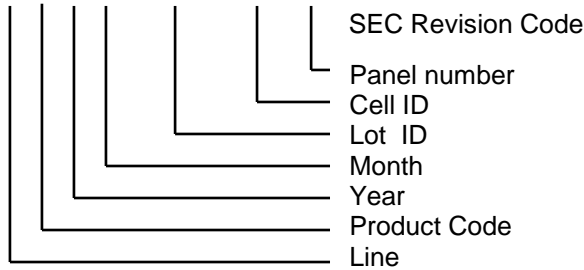 SEC Revision Code
Panel number
Cell ID
Lot ID
Month
Year
Product Code
Line